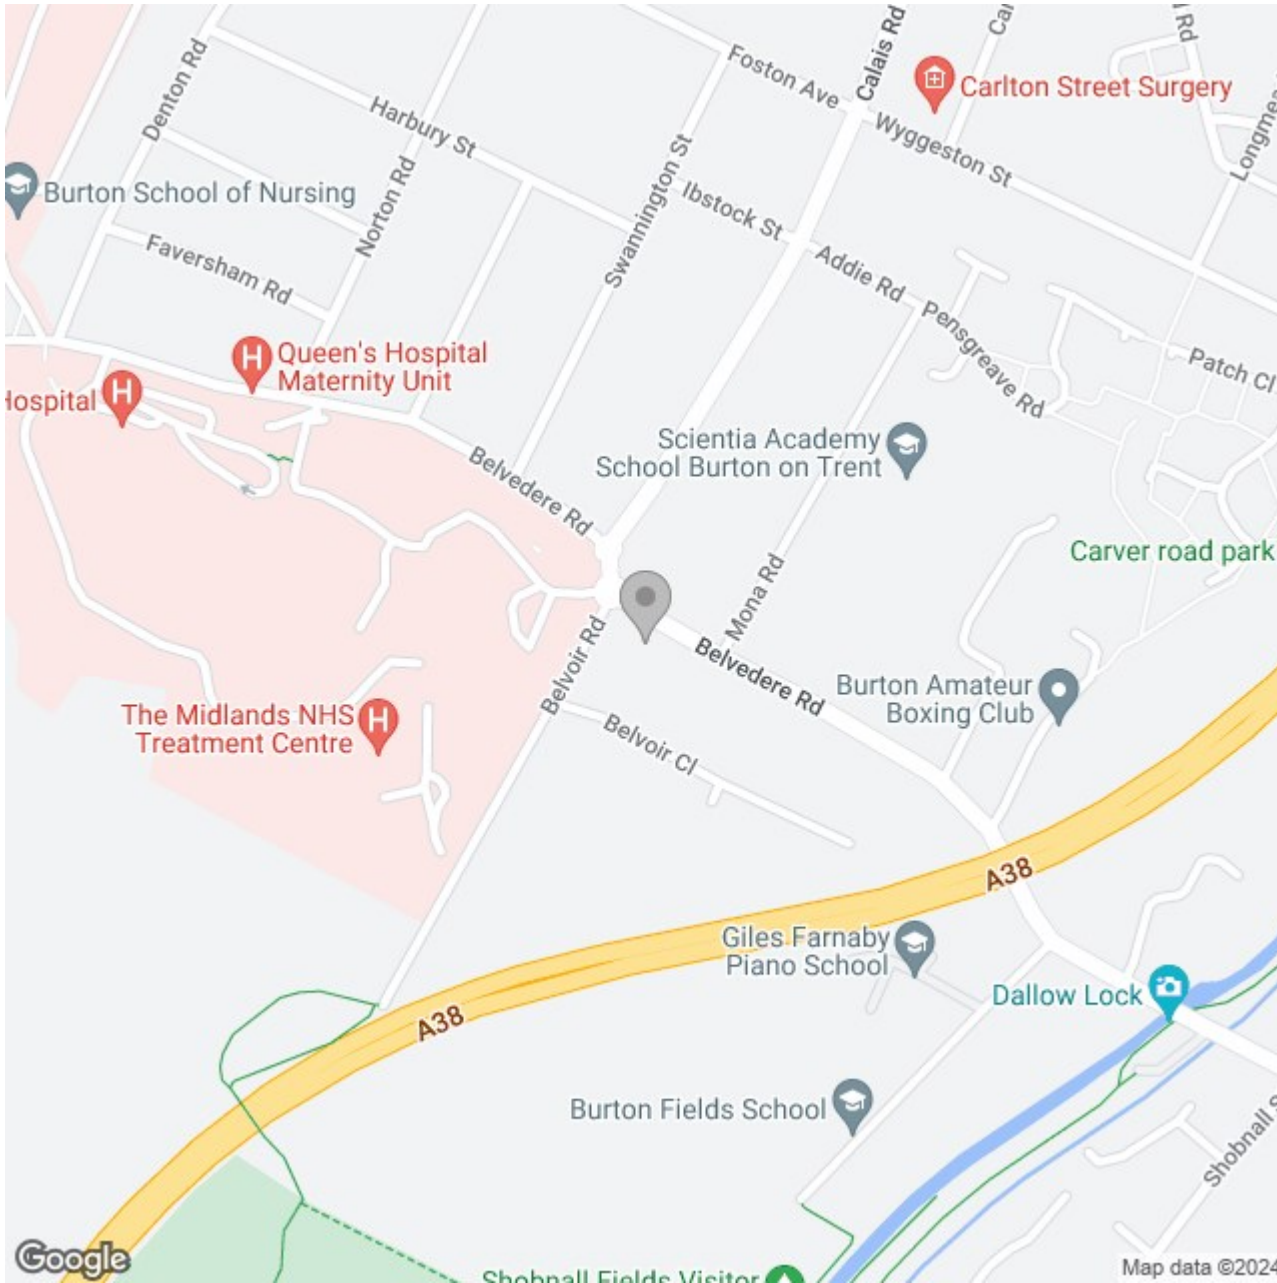 Calais Rd
Foston Ave
Carlton Street Surgery
Denton Rd
Harbury St
Wyggeston St
Burton School of Nursing
Norton Rd
Swannington St
Ibstock St
Faversham Rd
Addie Rd
Pensgreave Rd
Queen's Hospital
Maternity Unit
Patch Cl
Hospital
Scientia Academy
School Burton on Trent
Belvedere Rd
Carver road park
Mona Rd
Belvoir Rd
Belvedere Rd
Burton Amateur
Boxing Club
The Midlands NHS
Treatment Centre
Belvoir Cl
A38
Giles Farnaby
Piano School
Dallow Lock
A38
Burton Fields School
Shobnall
Google
Shobnall Fields Visitor
Map data ©2024